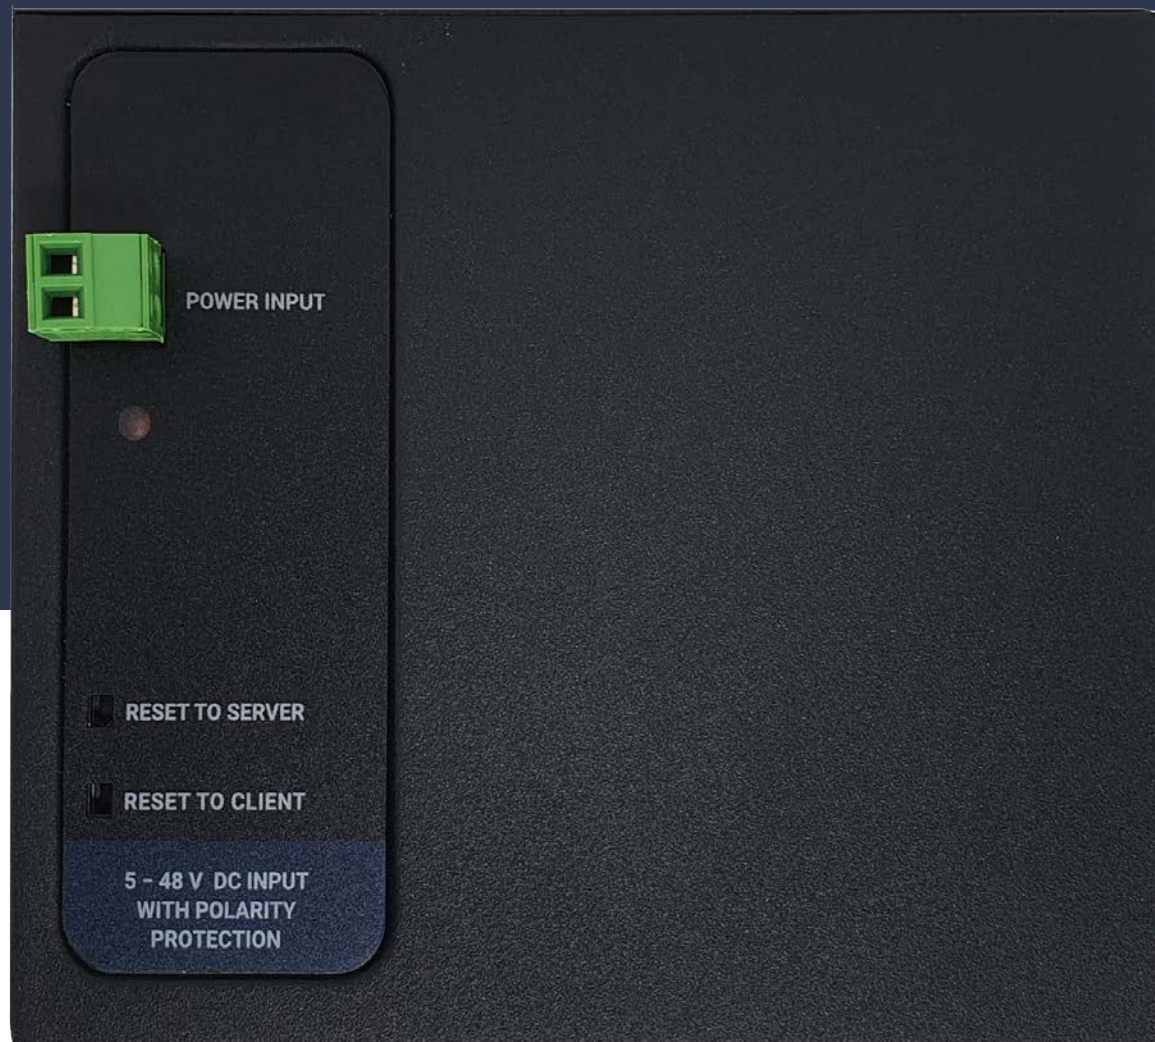 POWER INPUT
RESET TO SERVER
RESET TO CLIENT
5 - 48 V DC INPUT
WITH POLARITY
PROTECTION